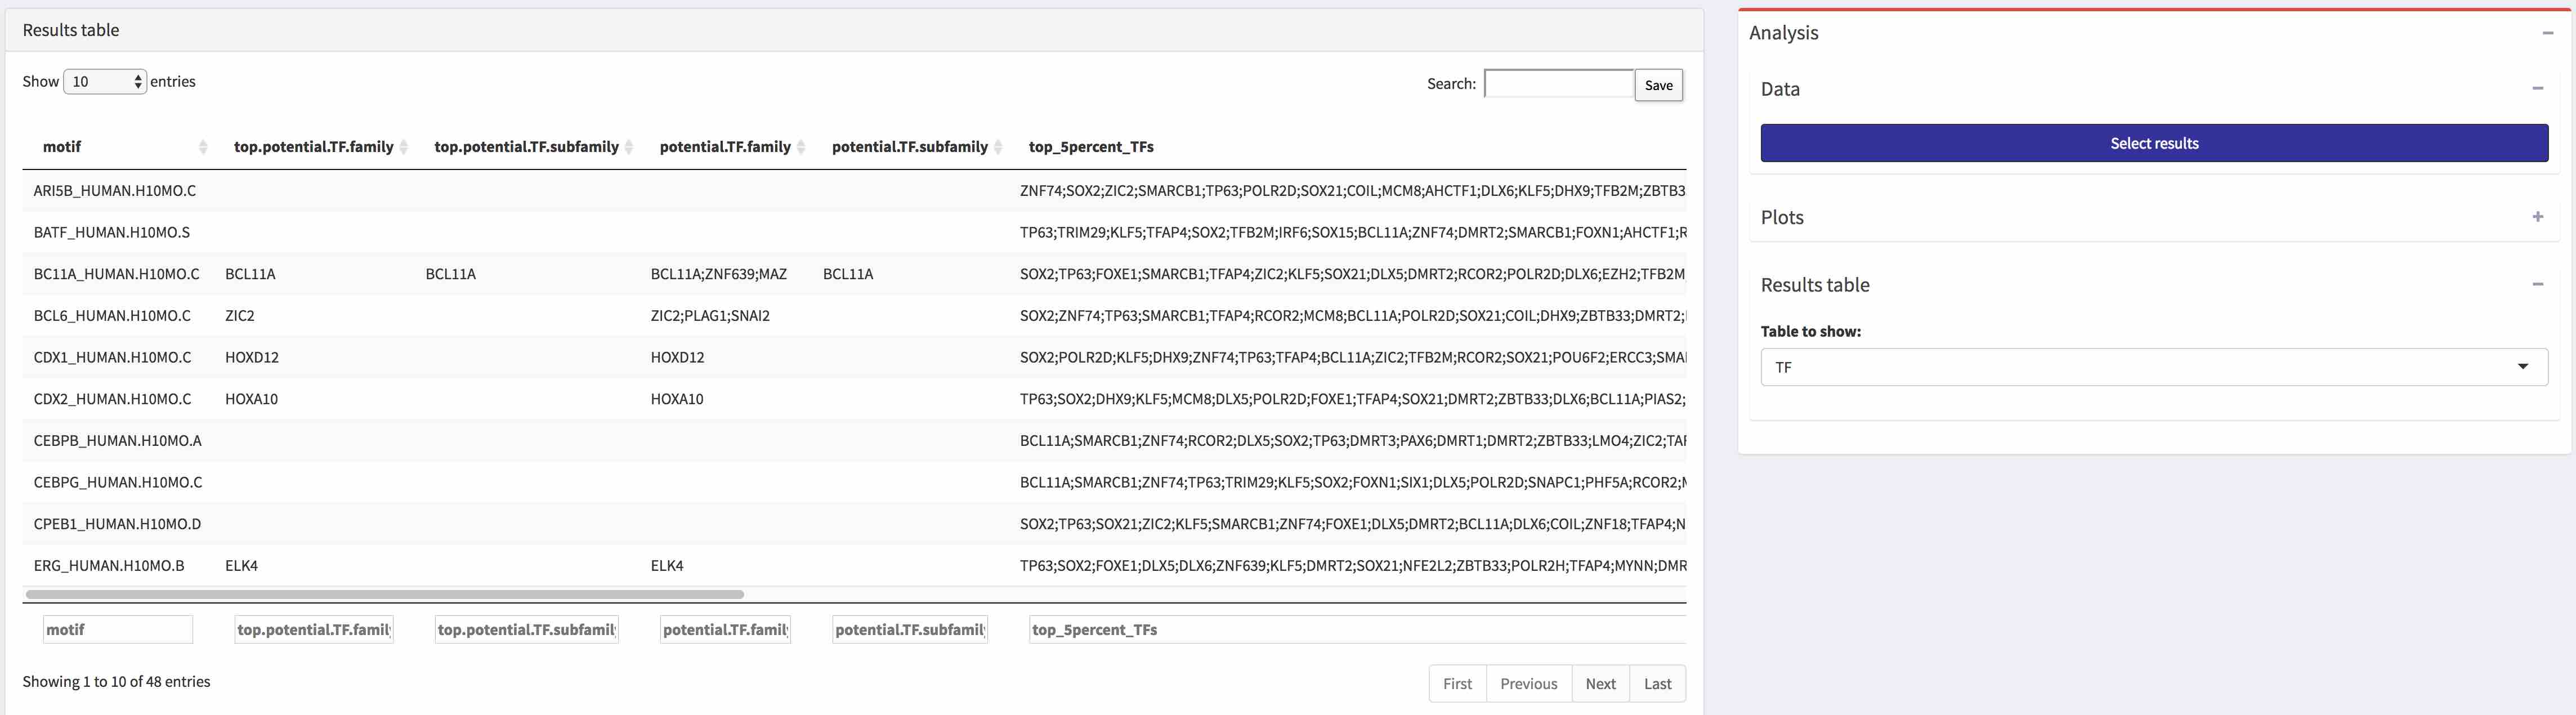 Results table
Show 10 entries Search: Save
motif top.potential.TF.family top.potential.TF.subfamily potential.TF.family potential.TF.subfamily top_5percent_TFs
ARI5B_HUMAN.H10MO.C ZNF74;SOX2;ZIC2;SMARCB1;TP63;POLR2D;SOX21;COIL;MCM8;AHCTF1;DLX6;KLF5;DHX9;TFB2M;ZBTB3
BATF_HUMAN.H10MO.S TP63;TRIM29;KLF5;TFAP4;SOX2;TFB2M;IRF6;SOX15;BCL11A;ZNF74;DMRT2;SMARCB1;FOXN1;AHCTF1;R
BC11A_HUMAN.H10MO.C BCL11A BCL11A BCL11A;ZNF639;MAZ BCL11A SOX2;TP63;FOXE1;SMARCB1;TFAP4;ZIC2;KLF5;SOX21;DLX5;DMRT2;RCOR2;POLR2D;DLX6;EZH2;TFB2M
BCL6_HUMAN.H10MO.C ZIC2 ZIC2;PLAG1;SNAI2 SOX2;ZNF74;TP63;SMARCB1;TFAP4;RCOR2;MCM8;BCL11A;POLR2D;SOX21;COIL;DHX9;ZBTB33;DMRT2;
CDX1_HUMAN.H10MO.C HOXD12 HOXD12 SOX2;POLR2D;KLF5;DHX9;ZNF74;TP63;TFAP4;BCL11A;ZIC2;TFB2M;RCOR2;SOX21;POU6F2;ERCC3;SMA
CDX2_HUMAN.H10MO.C HOXA10 HOXA10 TP63;SOX2;DHX9;KLF5;MCM8;DLX5;POLR2D;FOXE1;TFAP4;SOX21;DMRT2;ZBTB33;DLX6;BCL11A;PIAS2;
CEBPB_HUMAN.H10MO.A BCL11A;SMARCB1;ZNF74;RCOR2;DLX5;SOX2;TP63;DMRT3;PAX6;DMRT1;DMRT2;ZBTB33;LMO4;ZIC2;TAF
CEBPG_HUMAN.H10MO.C BCL11A;SMARCB1;ZNF74;TP63;TRIM29;KLF5;SOX2;FOXN1;SIX1;DLX5;POLR2D;SNAPC1;PHF5A;RCOR2;
CPEB1_HUMAN.H10MO.D SOX2;TP63;SOX21;ZIC2;KLF5;SMARCB1;ZNF74;FOXE1;DLX5;DMRT2;BCL11A;DLX6;COIL;ZNF18;TFAP4;N
ERG_HUMAN.H10MO.B ELK4 ELK4 TP63;SOX2;FOXE1;DLX5;DLX6;ZNF639;KLF5;DMRT2;SOX21;NFE2L2;ZBTB33;POLR2H;TFAP4;MYNN;DMR
motif top.potential.TF.famil top.potential.TF.subfamil potential.TF.famil potential.TF.subfamil top_5percent_TFs
Showing 1 to 10 of 48 entries
First Previous Next Last
Analysis
Data
Select results
Plots
Results table
Table to show:
TF